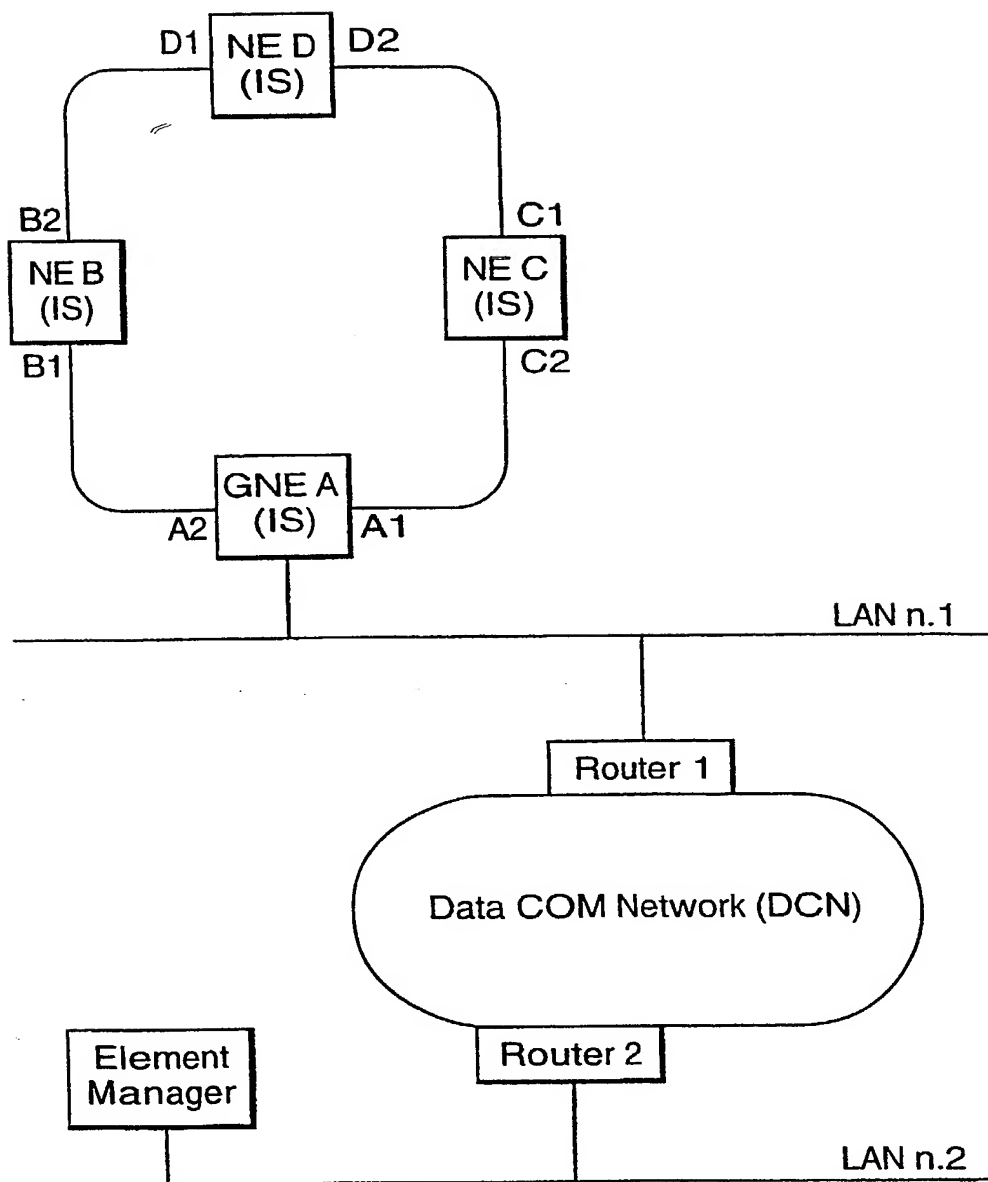 D1
NE D
(IS)
D2
B2
C1
NE B
(IS)
NE C
(IS)
B1
C2
GNE A
(IS)
A2
A1
LAN n.1
Router 1
Data COM Network (DCN)
Router 2
Element
Manager
LAN n.2